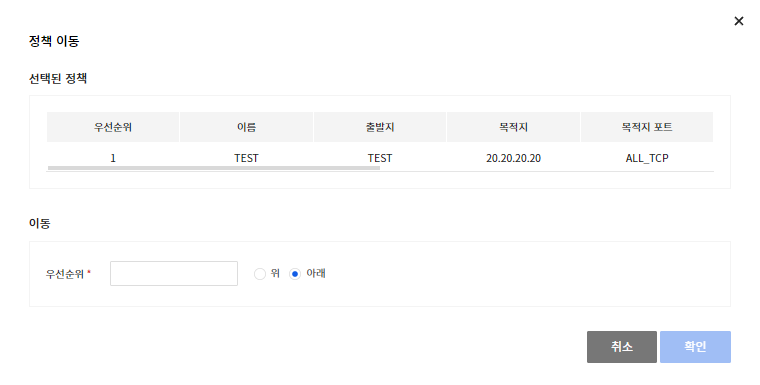 정책 이동
선택된 정책
우선순위 이름 출발지 목적지 목적지 포트
1 TEST TEST 20.20.20.20 ALL_TCP
이동
우선순위 * 위 아래
취소 확인